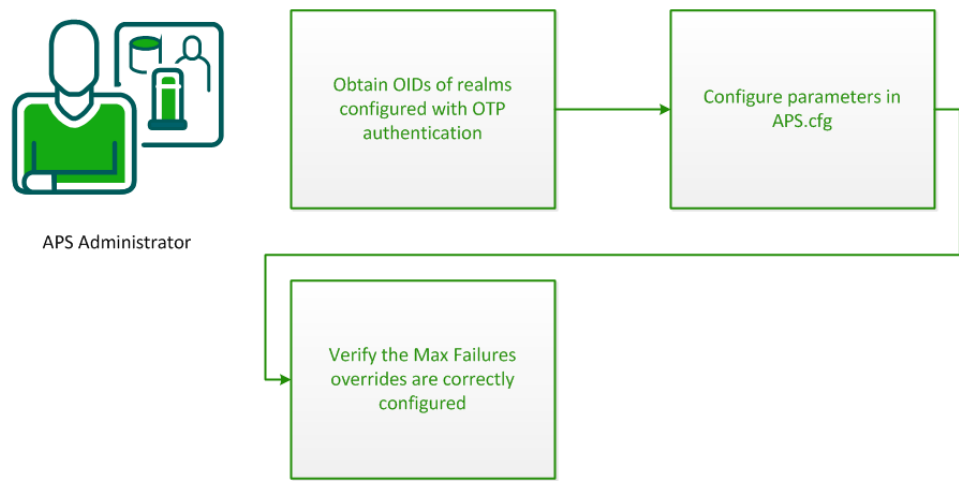 Obtain OIDs of realms
configured with OTP
authentication
Configure parameters in
APS.cfg
APS Administrator
Verify the Max Failures
overrides are correctly
configured